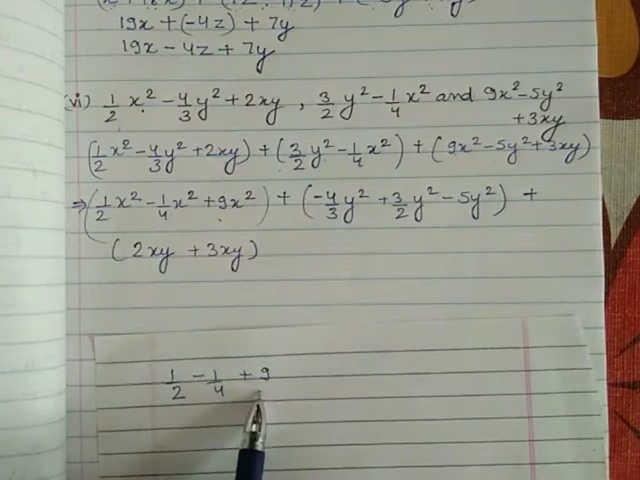 19x + (-4z) + 7y
19x - 4z + 7y
(vi) 1/2 x² - 4/3 y² + 2xy , 3/2 y² - 1/4 x² and 9x² - 5y²
+ 3xy
(1/2 x² - 4/3 y² + 2xy) + (3/2 y² - 1/4 x²) + (9x² - 5y² + 3xy)
⇒ (1/2 x² - 1/4 x² + 9x²) + (-4/3 y² + 3/2 y² - 5y²) +
(2xy + 3xy)
1/2 - 1/4 + 9